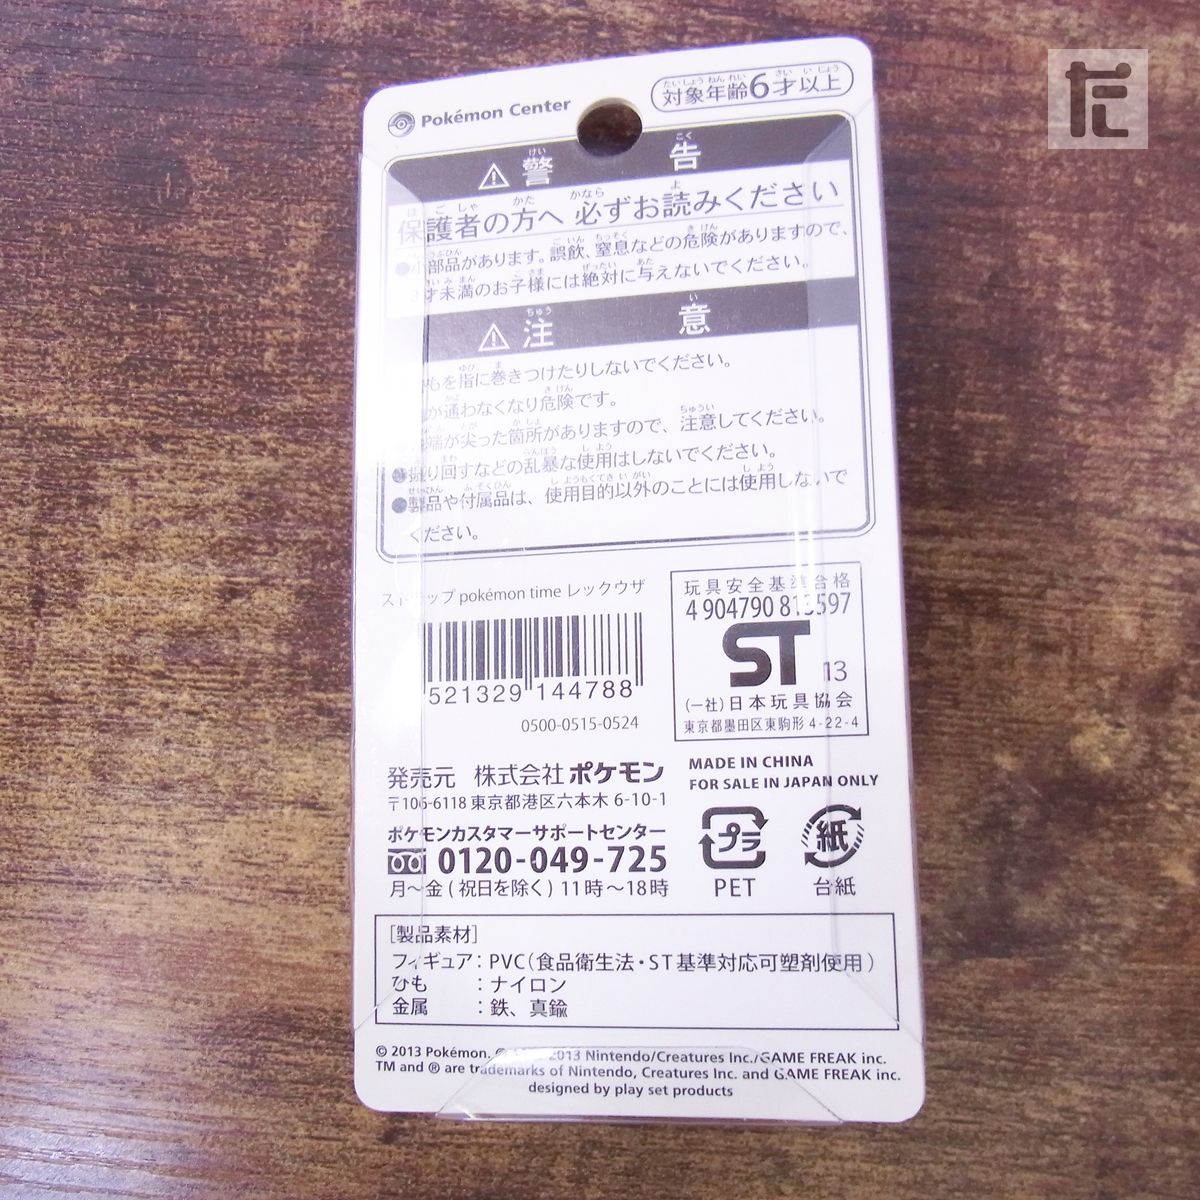 Pokémon Center
対象年齢6才以上
警告
保護者の方へ 必ずお読みください
●小部品があります。誤飲、窒息などの危険がありますので、
3才未満のお子様には絶対に与えないでください。
注意
もを指に巻きつけたりしないでください。
が通わなくなり危険です。
端が尖った箇所がありますので、注意してください。
●振り回すなどの乱暴な使用はしないでください。
●製品や付属品は、使用目的以外のことには使用しないで
ください。
ストラップ pokémon time レックウザ
521329 144788
0500-0515-0524
玩具安全基準合格
4 904790 813597
ST 13
(一社)日本玩具協会
東京都墨田区東駒形 4-22-4
発売元 株式会社ポケモン
〒106-6118 東京都港区六本木 6-10-1
ポケモンカスタマーサポートセンター
0120-049-725
月〜金(祝日を除く)11時〜18時
MADE IN CHINA
FOR SALE IN JAPAN ONLY
プラ
PET
紙
台紙
[製品素材]
フィギュア:PVC(食品衛生法・ST基準対応可塑剤使用)
ひも :ナイロン
金属 :鉄、真鍮
© 2013 Pokémon. © 2013 Nintendo/Creatures Inc./GAME FREAK inc.
TM and ® are trademarks of Nintendo, Creatures Inc. and GAME FREAK inc.
designed by play set products